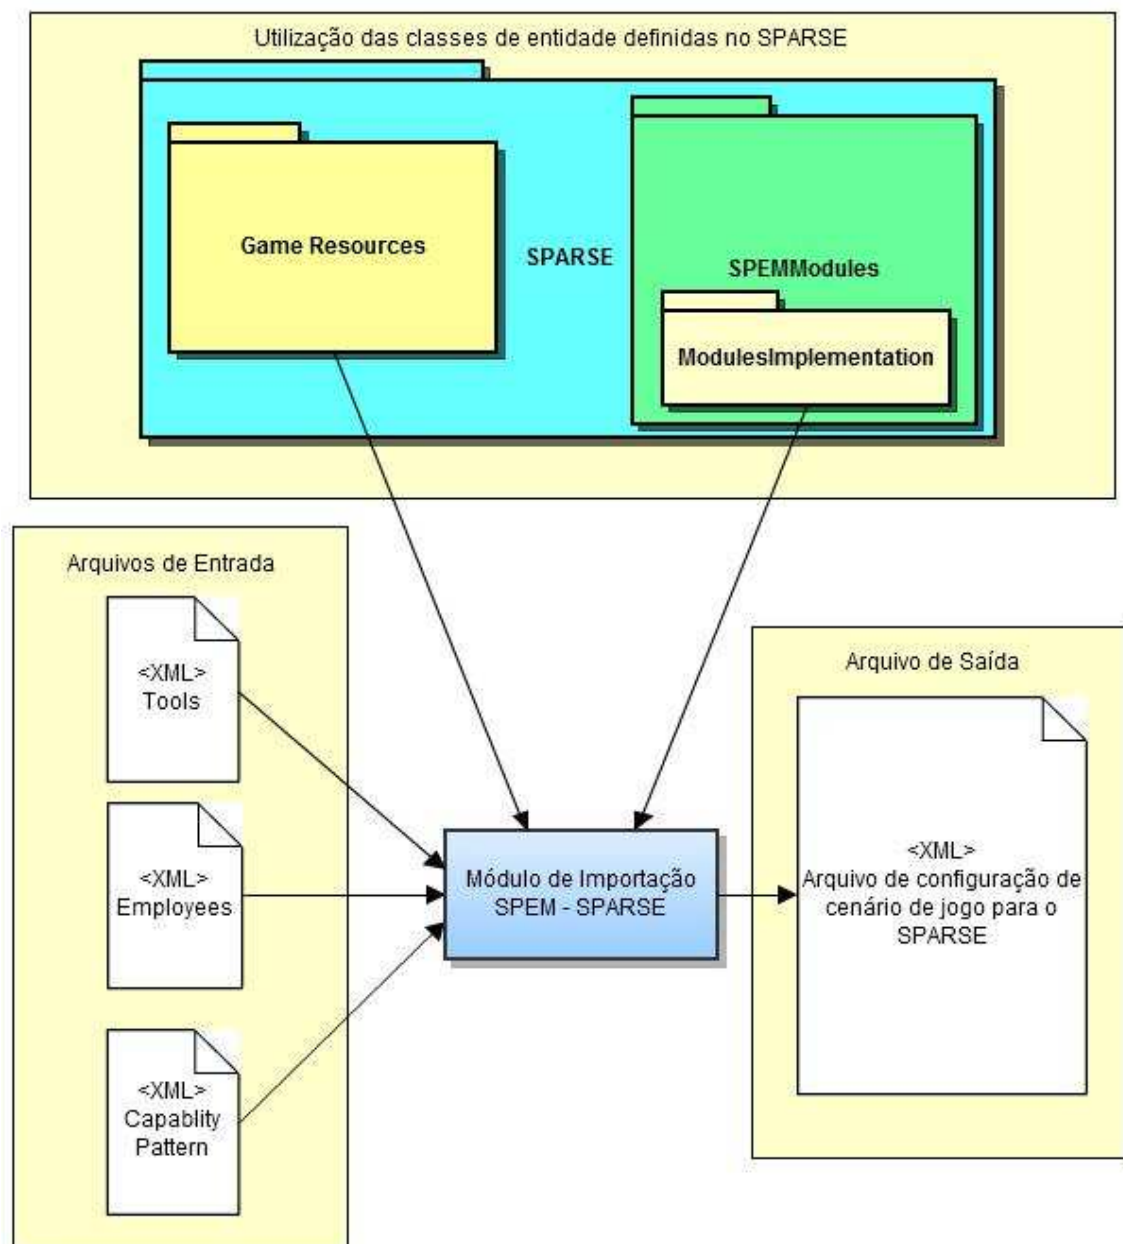 Utilização das classes de entidade definidas no SPARSE
Game Resources
SPARSE
SPEMModules
ModulesImplementation
Arquivos de Entrada
<XML>
Tools
<XML>
Employees
<XML>
Capablity
Pattern
Módulo de Importação
SPEM - SPARSE
Arquivo de Saída
<XML>
Arquivo de configuração de
cenário de jogo para o
SPARSE